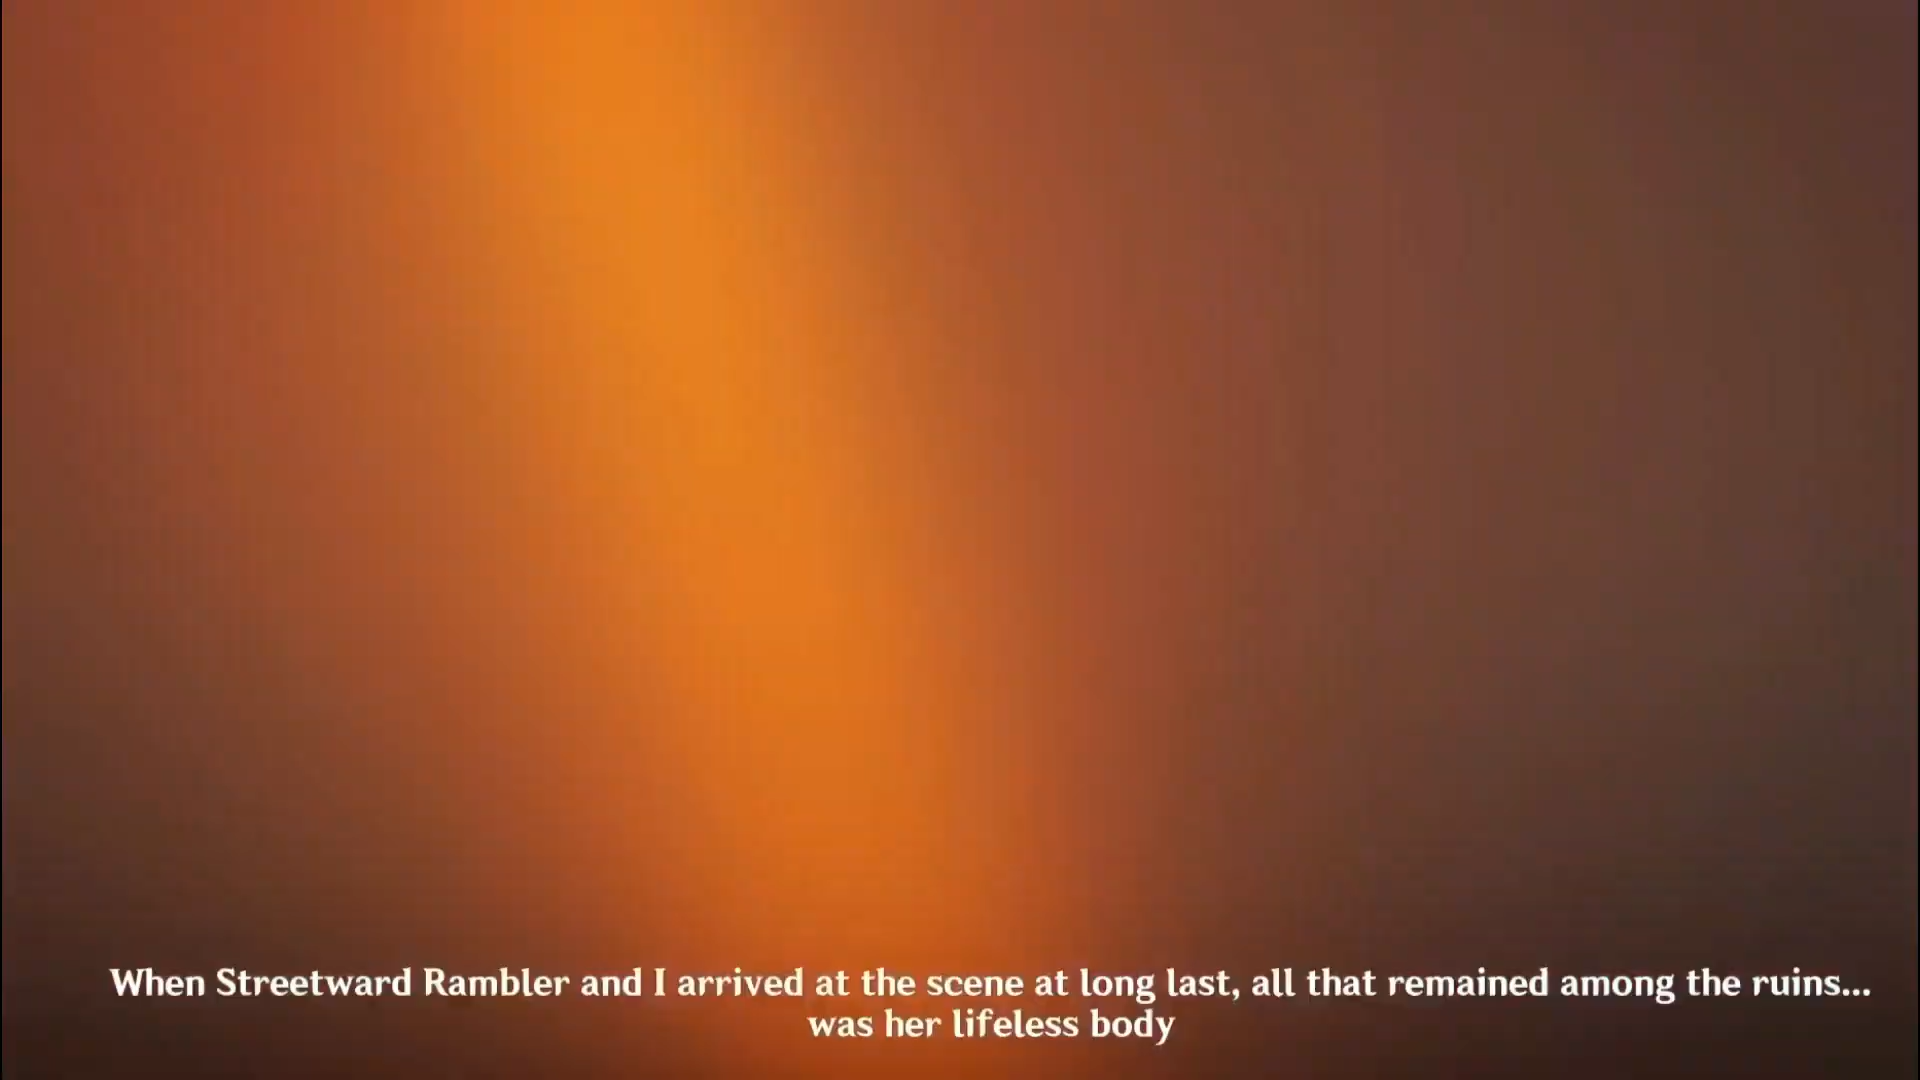 When Streetward Rambler and I arrived at the scene at long last, all that remained among the ruins...
was her lifeless body